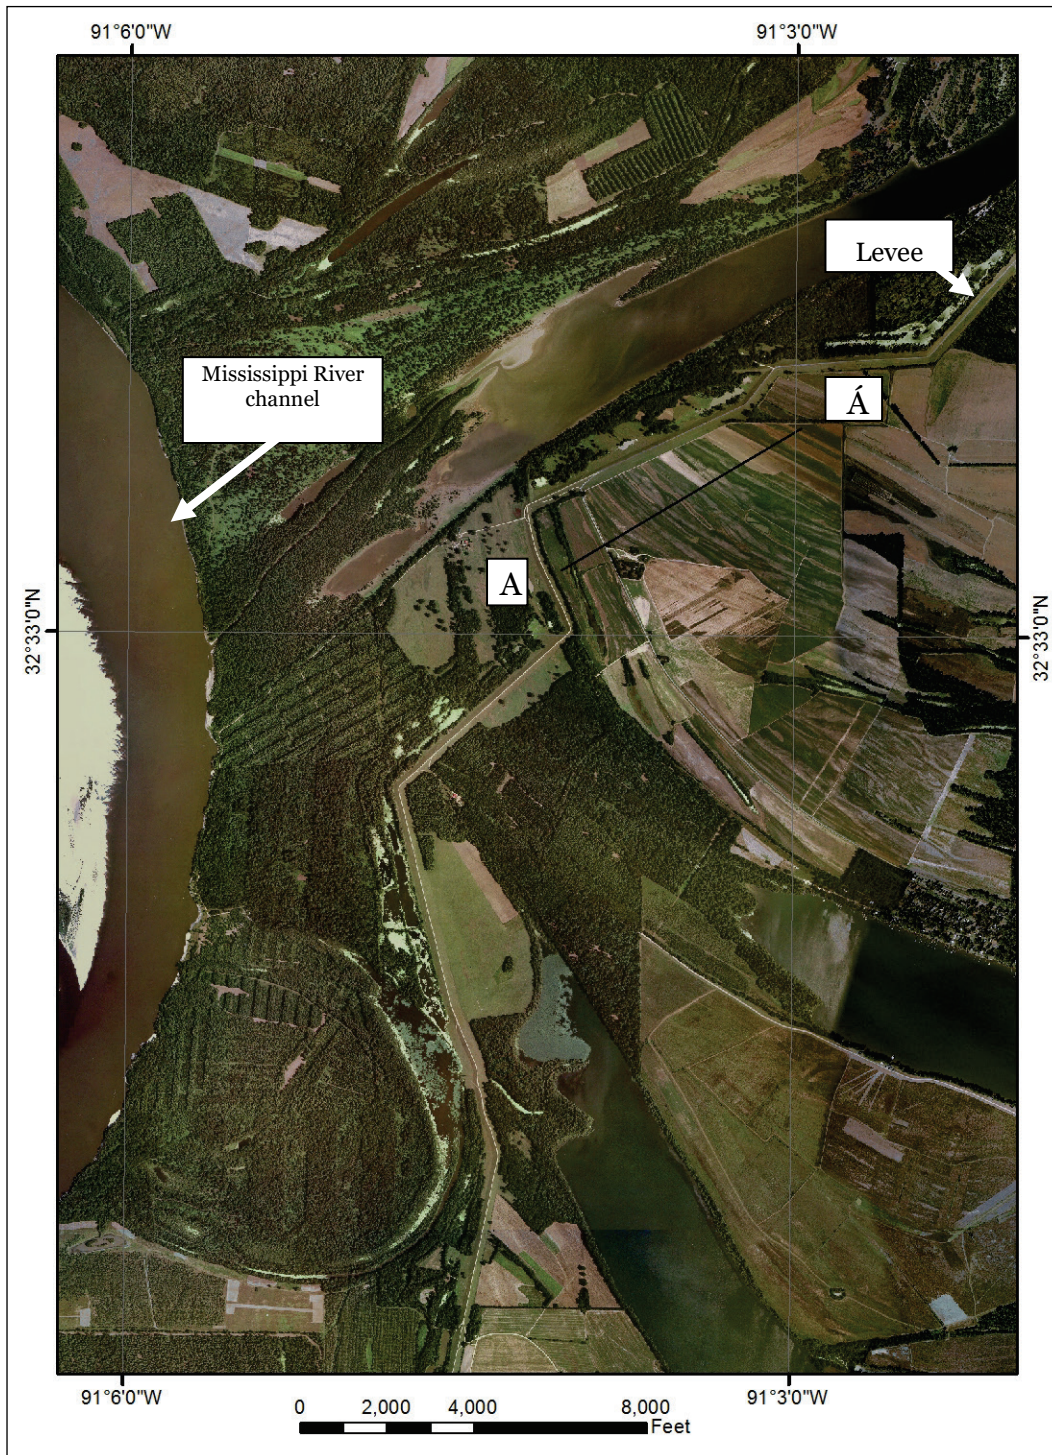 91°6'0"W
91°3'0"W
Levee
Mississippi River
channel
Á
A
32°33'0"N
32°33'0"N
91°6'0"W
91°3'0"W
0 2,000 4,000 8,000
Feet